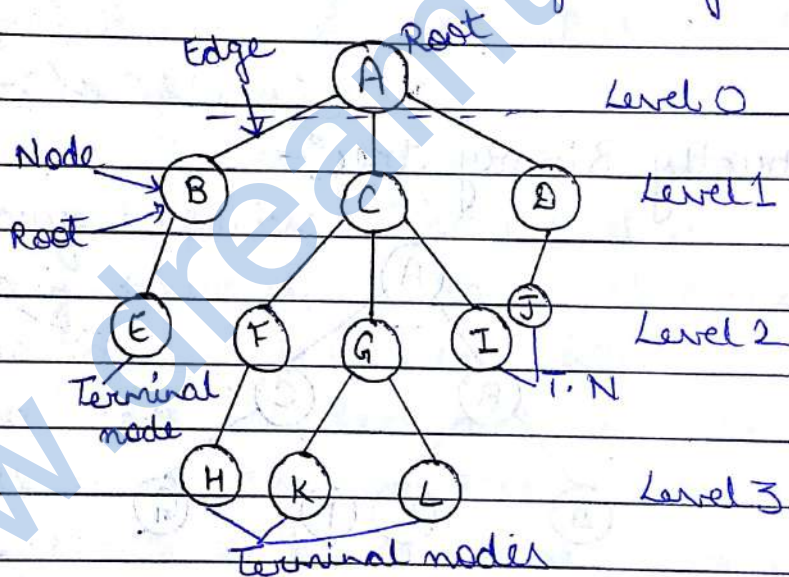 Root
Edge
A
Level 0
Node
B
C
D
Level 1
Root
E
F
G
I
J
Level 2
Terminal
node
T.N
H
K
L
Level 3
Terminal nodes